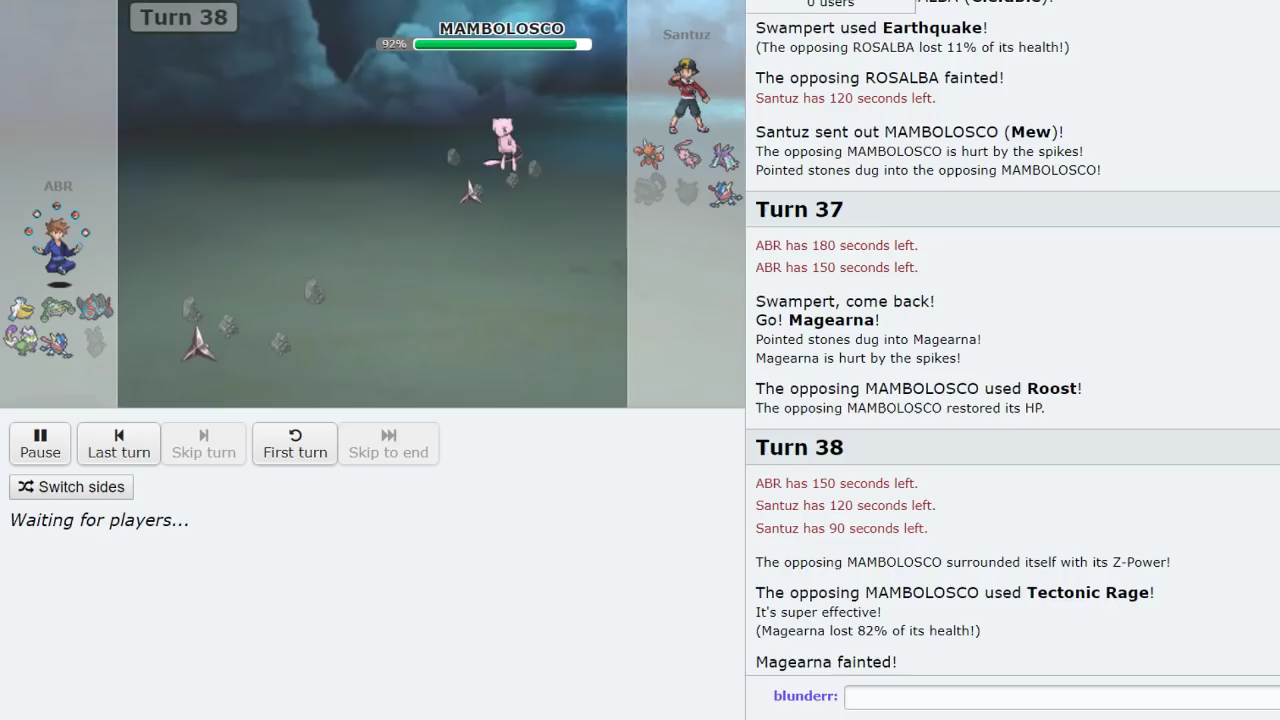 Turn 38
MAMBOLOSCO
92%
Santuz
ABR
Pause
Last turn
Skip turn
First turn
Skip to end
Switch sides
Waiting for players...
0 users
Swampert used Earthquake!
(The opposing ROSALBA lost 11% of its health!)
The opposing ROSALBA fainted!
Santuz has 120 seconds left.
Santuz sent out MAMBOLOSCO (Mew)!
The opposing MAMBOLOSCO is hurt by the spikes!
Pointed stones dug into the opposing MAMBOLOSCO!
Turn 37
ABR has 180 seconds left.
ABR has 150 seconds left.
Swampert, come back!
Go! Magearna!
Pointed stones dug into Magearna!
Magearna is hurt by the spikes!
The opposing MAMBOLOSCO used Roost!
The opposing MAMBOLOSCO restored its HP.
Turn 38
ABR has 150 seconds left.
Santuz has 120 seconds left.
Santuz has 90 seconds left.
The opposing MAMBOLOSCO surrounded itself with its Z-Power!
The opposing MAMBOLOSCO used Tectonic Rage!
It's super effective!
(Magearna lost 82% of its health!)
Magearna fainted!
blunderr: